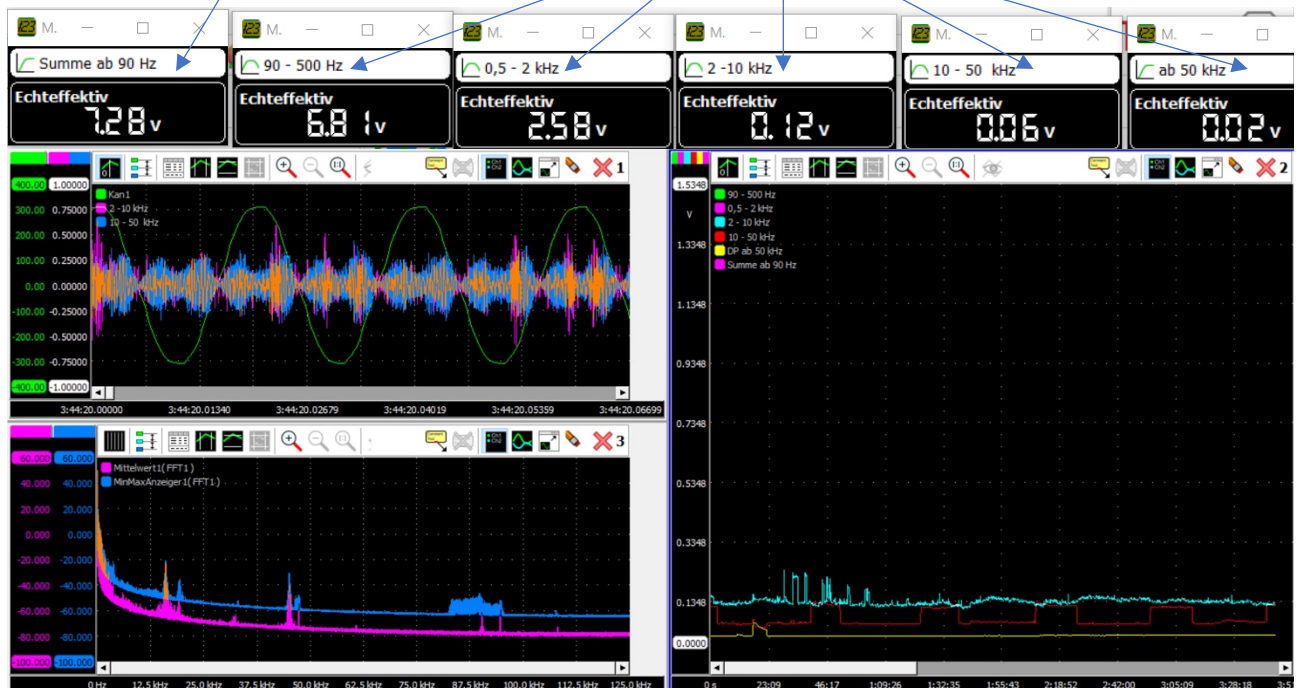 M.
M.
M.
M.
M.
M.
Summe ab 90 Hz
90 - 500 Hz
0,5 - 2 kHz
2 -10 kHz
10 - 50 kHz
ab 50 kHz
Echteffektiv
7.28 v
Echteffektiv
6.81 v
Echteffektiv
2.58 v
Echteffektiv
0.12 v
Echteffektiv
0.06 v
Echteffektiv
0.02 v
1
400.00 1.00000
300.00 0.75000
200.00 0.50000
100.00 0.25000
0.00 0.00000
-100.00 -0.25000
-200.00 -0.50000
-300.00 -0.75000
-400.00 -1.00000
Kan1
2 -10 kHz
10 - 50 kHz
3:44:20.00000 3:44:20.01340 3:44:20.02679 3:44:20.04019 3:44:20.05359 3:44:20.06699
3
60.000 60.000
40.000 40.000
20.000 20.000
0.000 0.000
-20.000 -20.000
-40.000 -40.000
-60.000 -60.000
-80.000 -80.000
-100.000 -100.000
Mittelwert1( FFT1 )
MinMaxAnzeiger1( FFT1 )
0 Hz 12.5 kHz 25.0 kHz 37.5 kHz 50.0 kHz 62.5 kHz 75.0 kHz 87.5 kHz 100.0 kHz 112.5 kHz 125.0 kHz
2
1.5348
V
1.3348
1.1348
0.9348
0.7348
0.5348
0.3348
0.1348
0.0000
90 - 500 Hz
0,5 - 2 kHz
2 - 10 kHz
10 - 50 kHz
DP ab 50 kHz
Summe ab 90 Hz
0 s 23:09 46:17 1:09:26 1:32:35 1:55:43 2:18:52 2:42:00 3:05:09 3:28:18